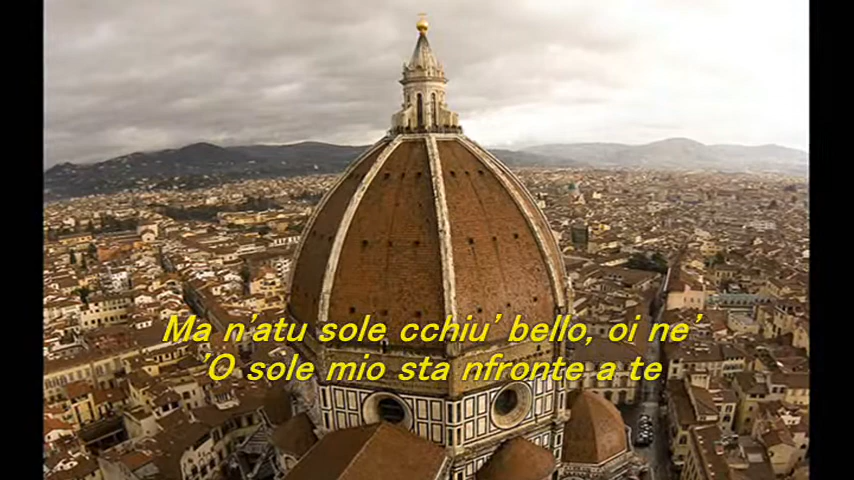 Ma n'atu sole cchiu' bello, oi ne'
'O sole mio sta nfronte a te